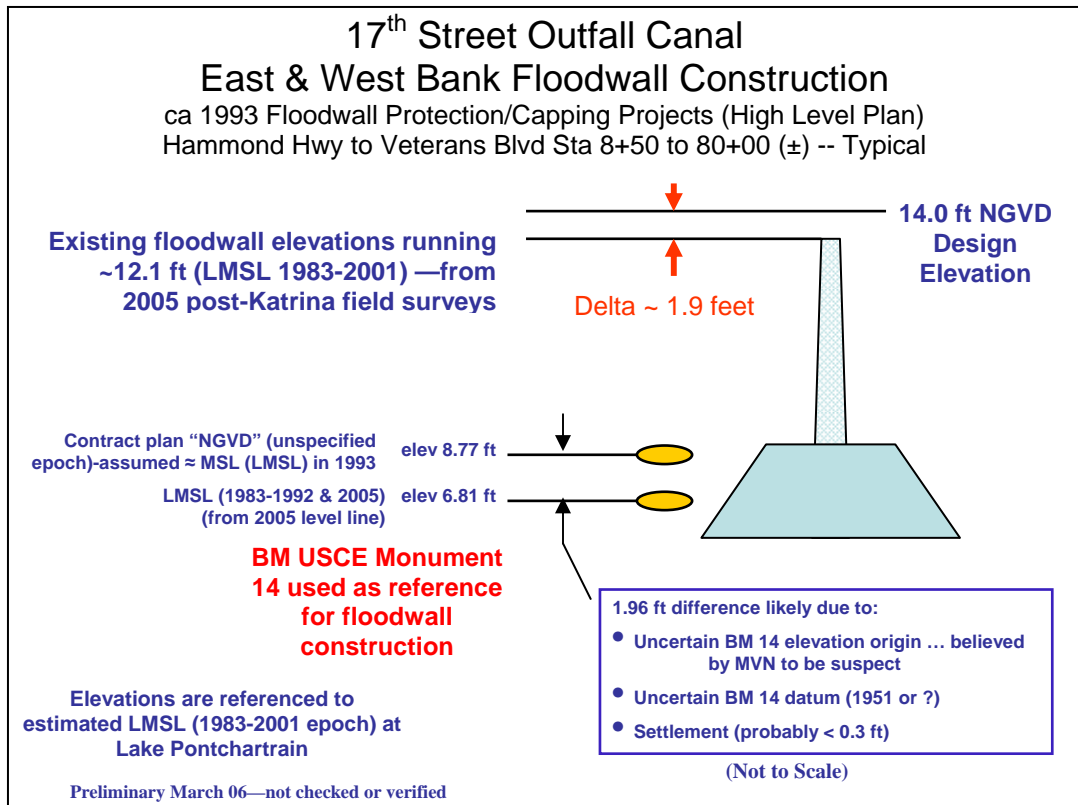 17th Street Outfall Canal
East & West Bank Floodwall Construction
ca 1993 Floodwall Protection/Capping Projects (High Level Plan)
Hammond Hwy to Veterans Blvd Sta 8+50 to 80+00 (±) -- Typical
14.0 ft NGVD
Design
Elevation
Existing floodwall elevations running
~12.1 ft (LMSL 1983-2001) —from
2005 post-Katrina field surveys
Delta ~ 1.9 feet
Contract plan “NGVD” (unspecified
epoch)-assumed ≈ MSL (LMSL) in 1993
elev 8.77 ft
LMSL (1983-1992 & 2005)
(from 2005 level line)
elev 6.81 ft
BM USCE Monument
14 used as reference
for floodwall
construction
1.96 ft difference likely due to:
• Uncertain BM 14 elevation origin … believed
by MVN to be suspect
• Uncertain BM 14 datum (1951 or ?)
• Settlement (probably < 0.3 ft)
Elevations are referenced to
estimated LMSL (1983-2001 epoch) at
Lake Pontchartrain
(Not to Scale)
Preliminary March 06—not checked or verified